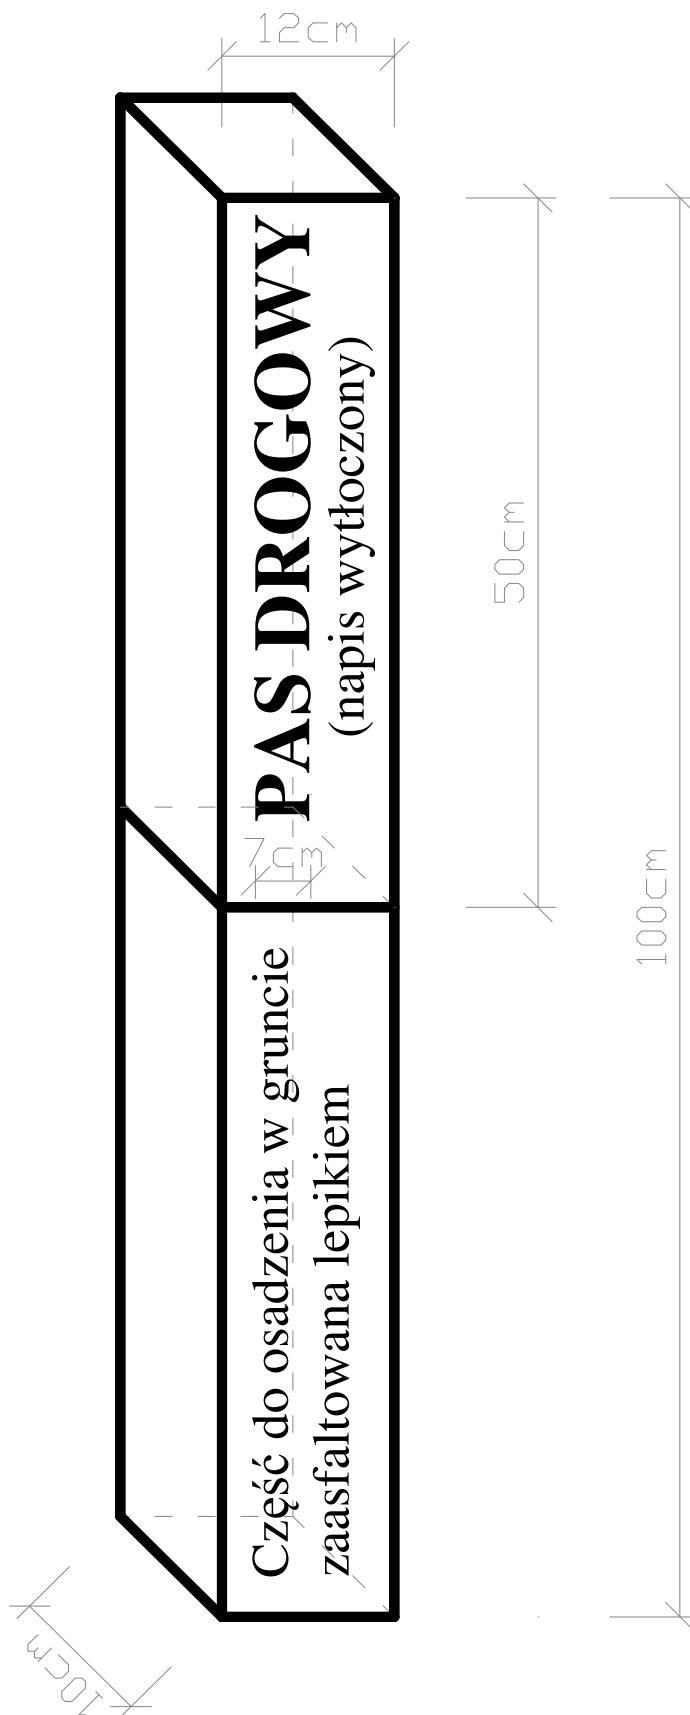 12cm
PAS DROGOWY
(napis wytłoczony)
50cm
7cm
100cm
Część do osadzenia w gruncie
zaasfaltowana lepikiem
10cm